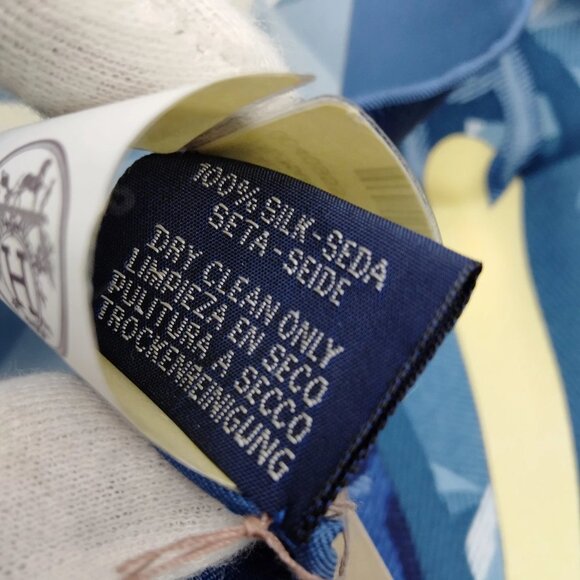 100% SILK-SEDA
SETA-SEIDE
DRY CLEAN ONLY
LIMPIEZA EN SECO
PULITURA A SECCO
TROCKENREINIGUNG
H